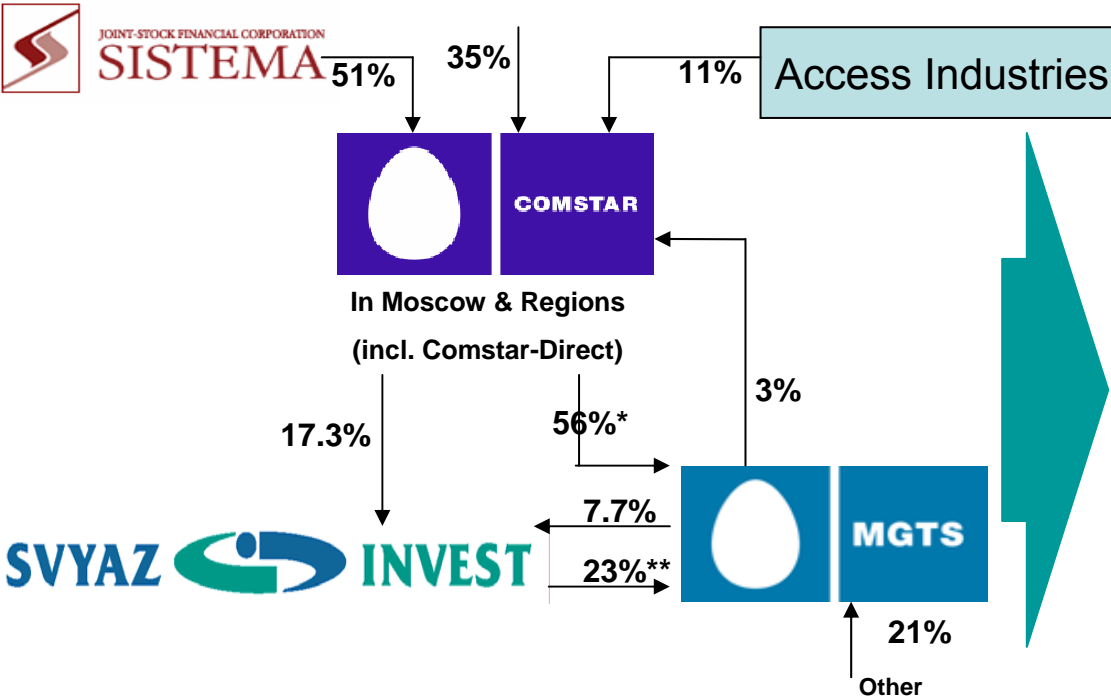 JOINT-STOCK FINANCIAL CORPORATION
SISTEMA
51%
35%
11%
Access Industries
COMSTAR
In Moscow & Regions
(incl. Comstar-Direct)
17.3%
56%*
3%
7.7%
SVYAZ INVEST
23%**
MGTS
21%
Other